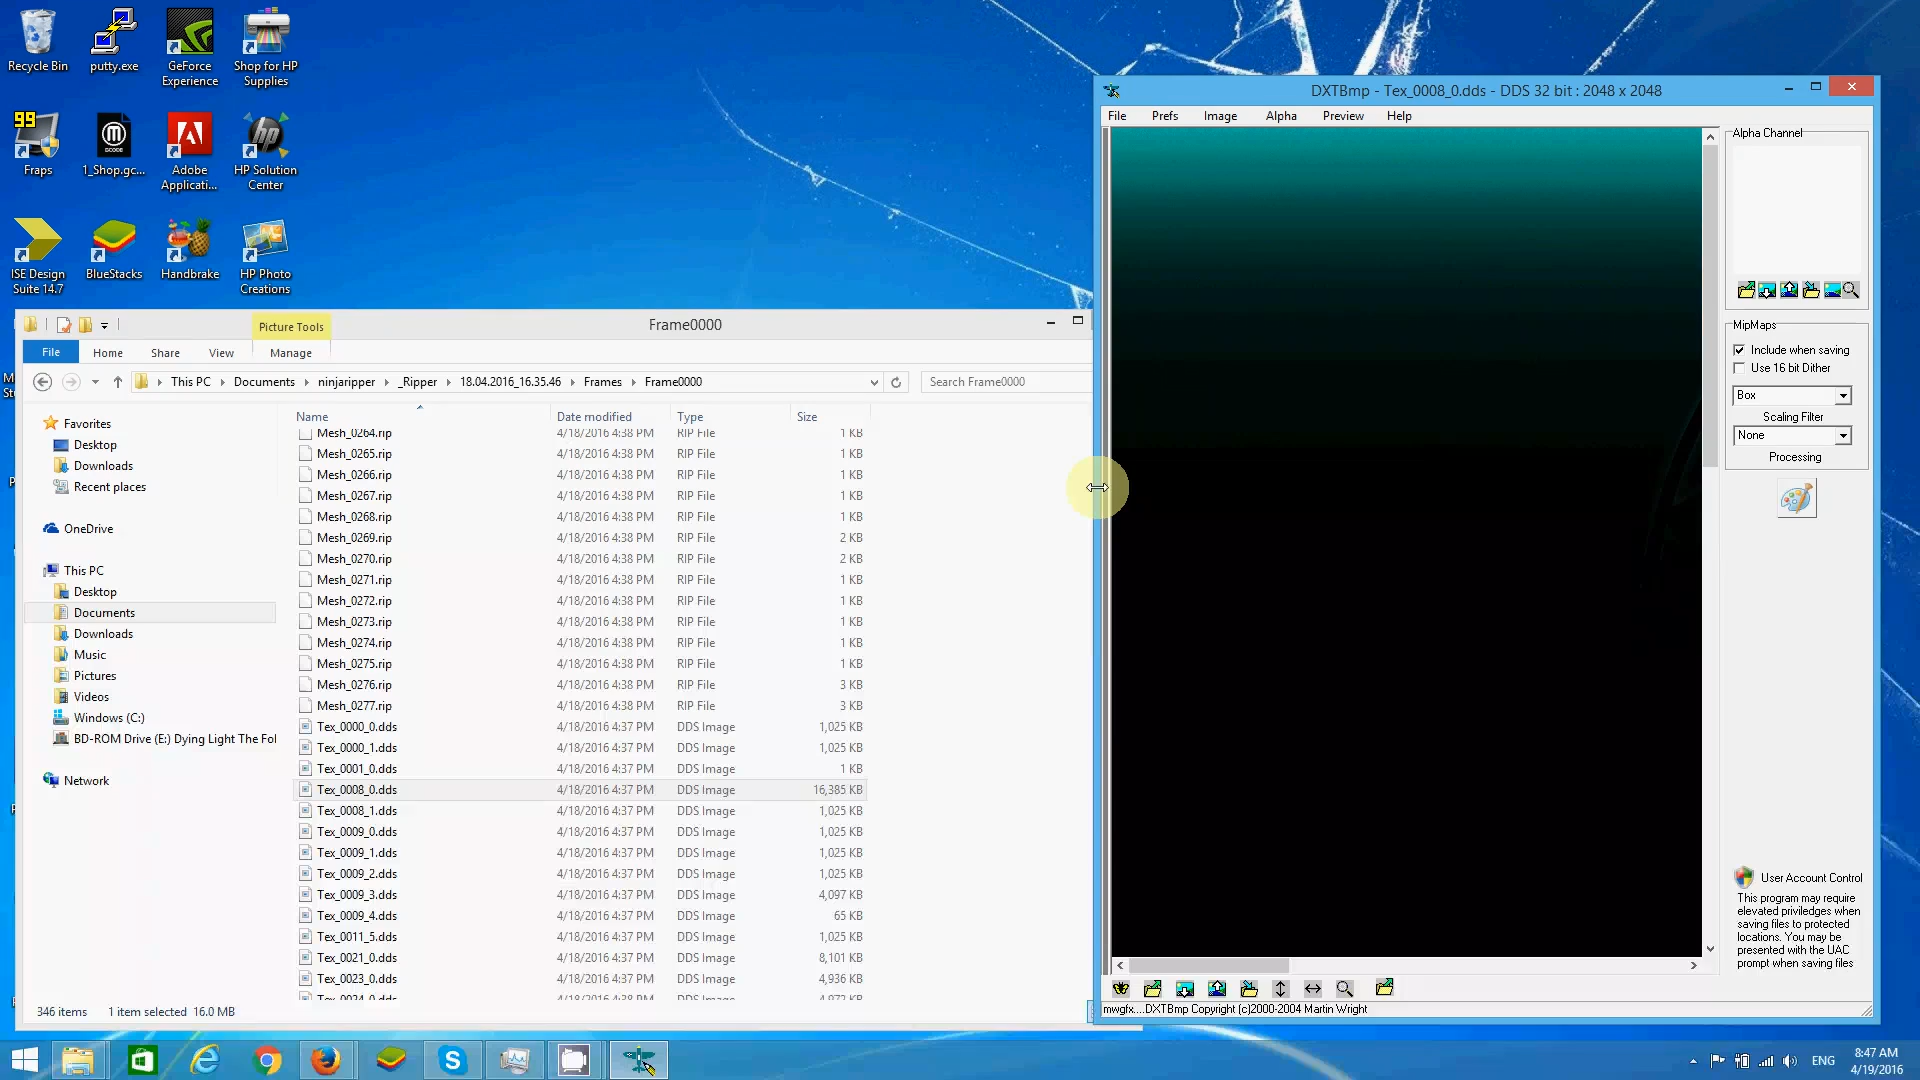 Recycle Bin
putty.exe
GeForce
Experience
Shop for HP
Supplies
99
Fraps
1_Shop.gc...
GCODE
Adobe
Applicati...
HP Solution
Center
ISE Design
Suite 14.7
BlueStacks
Handbrake
HP Photo
Creations
Picture Tools
Frame0000
File
Home
Share
View
Manage
This PC
Documents
ninjaripper
_Ripper
18.04.2016_16.35.46
Frames
Frame0000
Search Frame0000
Favorites
Desktop
Downloads
Recent places
OneDrive
This PC
Desktop
Documents
Downloads
Music
Pictures
Videos
Windows (C:)
BD-ROM Drive (E:) Dying Light The Fol
Network
Name Date modified Type Size
Mesh_0264.rip 4/18/2016 4:38 PM RIP File 1 KB
Mesh_0265.rip 4/18/2016 4:38 PM RIP File 1 KB
Mesh_0266.rip 4/18/2016 4:38 PM RIP File 1 KB
Mesh_0267.rip 4/18/2016 4:38 PM RIP File 1 KB
Mesh_0268.rip 4/18/2016 4:38 PM RIP File 1 KB
Mesh_0269.rip 4/18/2016 4:38 PM RIP File 2 KB
Mesh_0270.rip 4/18/2016 4:38 PM RIP File 2 KB
Mesh_0271.rip 4/18/2016 4:38 PM RIP File 1 KB
Mesh_0272.rip 4/18/2016 4:38 PM RIP File 1 KB
Mesh_0273.rip 4/18/2016 4:38 PM RIP File 1 KB
Mesh_0274.rip 4/18/2016 4:38 PM RIP File 1 KB
Mesh_0275.rip 4/18/2016 4:38 PM RIP File 1 KB
Mesh_0276.rip 4/18/2016 4:38 PM RIP File 3 KB
Mesh_0277.rip 4/18/2016 4:38 PM RIP File 3 KB
Tex_0000_0.dds 4/18/2016 4:37 PM DDS Image 1,025 KB
Tex_0000_1.dds 4/18/2016 4:37 PM DDS Image 1,025 KB
Tex_0001_0.dds 4/18/2016 4:37 PM DDS Image 1 KB
Tex_0008_0.dds 4/18/2016 4:37 PM DDS Image 16,385 KB
Tex_0008_1.dds 4/18/2016 4:37 PM DDS Image 1,025 KB
Tex_0009_0.dds 4/18/2016 4:37 PM DDS Image 1,025 KB
Tex_0009_1.dds 4/18/2016 4:37 PM DDS Image 1,025 KB
Tex_0009_2.dds 4/18/2016 4:37 PM DDS Image 1,025 KB
Tex_0009_3.dds 4/18/2016 4:37 PM DDS Image 4,097 KB
Tex_0009_4.dds 4/18/2016 4:37 PM DDS Image 65 KB
Tex_0011_5.dds 4/18/2016 4:37 PM DDS Image 1,025 KB
Tex_0021_0.dds 4/18/2016 4:37 PM DDS Image 8,101 KB
Tex_0023_0.dds 4/18/2016 4:37 PM DDS Image 4,936 KB
346 items 1 item selected 16.0 MB
DXTBmp - Tex_0008_0.dds - DDS 32 bit : 2048 x 2048
File Prefs Image Alpha Preview Help
Alpha Channel
MipMaps
Include when saving
Use 16 bit Dither
Box
Scaling Filter
None
Processing
User Account Control
This program may require
elevated priviledges when
saving files to protected
locations. You may be
presented with the UAC
prompt when saving files
mwgfx....DXTBmp Copyright (c)2000-2004 Martin Wright
ENG
8:47 AM
4/19/2016